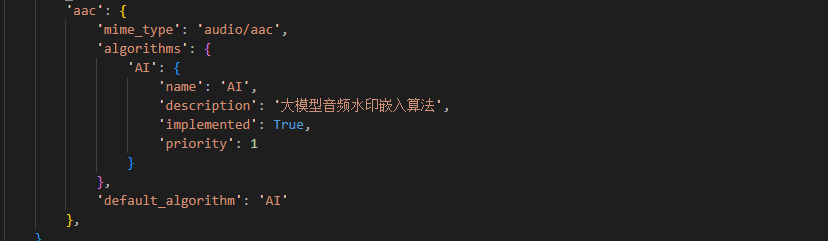 'aac': {
'mime_type': 'audio/aac',
'algorithms': {
'AI': {
'name': 'AI',
'description': '大模型音频水印嵌入算法',
'implemented': True,
'priority': 1
}
},
'default_algorithm': 'AI'
},
}